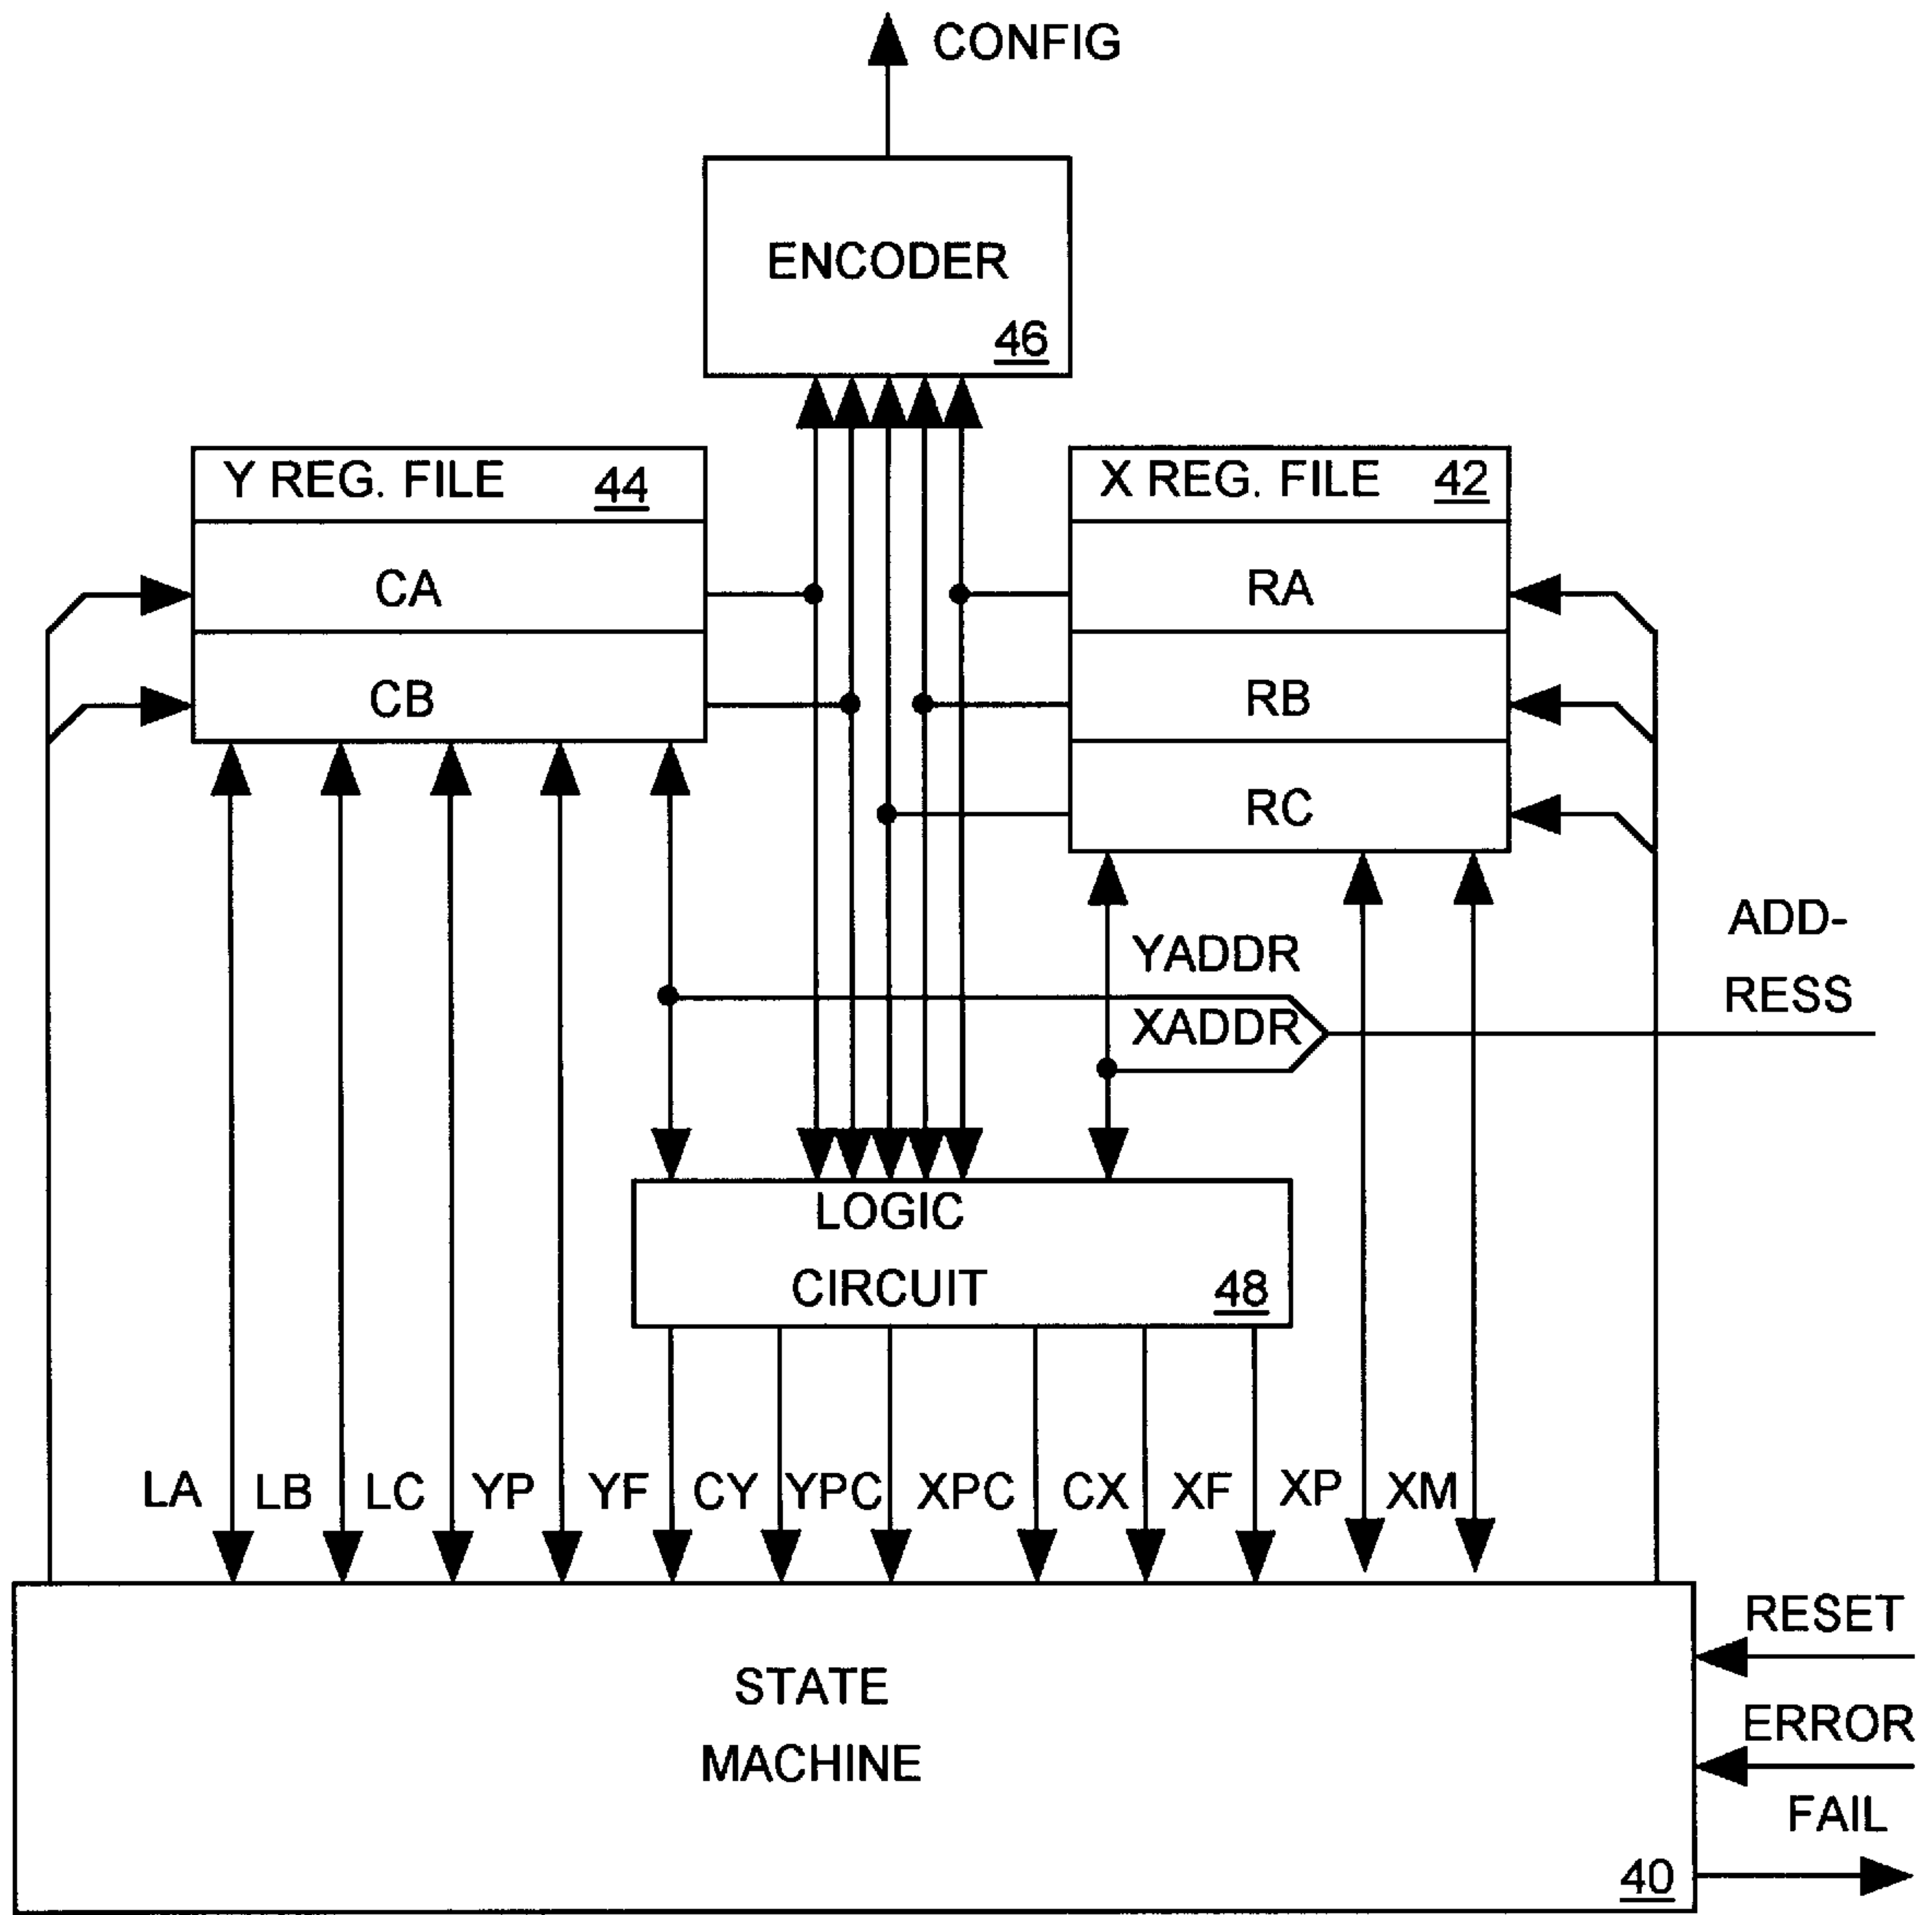 CONFIG
ENCODER
46
Y REG. FILE 44
X REG. FILE 42
CA
RA
CB
RB
RC
ADD-
RESS
YADDR
XADDR
LOGIC
CIRCUIT 48
LA LB LC YP YF CY YPC XPC CX XF XP XM
RESET
ERROR
FAIL
STATE
MACHINE
40